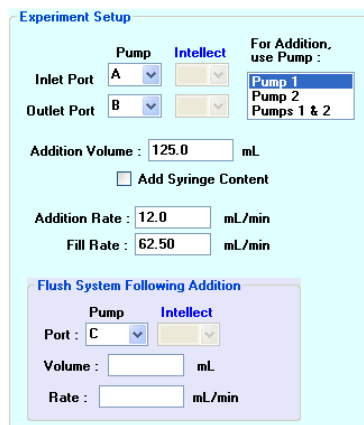 Experiment Setup
Pump Intellect For Addition, use Pump :
Inlet Port A
Pump 1
Outlet Port B
Pump 2
Pumps 1 & 2
Addition Volume : 125.0 mL
Add Syringe Content
Addition Rate : 12.0 mL/min
Fill Rate : 62.50 mL/min
Flush System Following Addition
Pump Intellect
Port : C
Volume : mL
Rate : mL/min